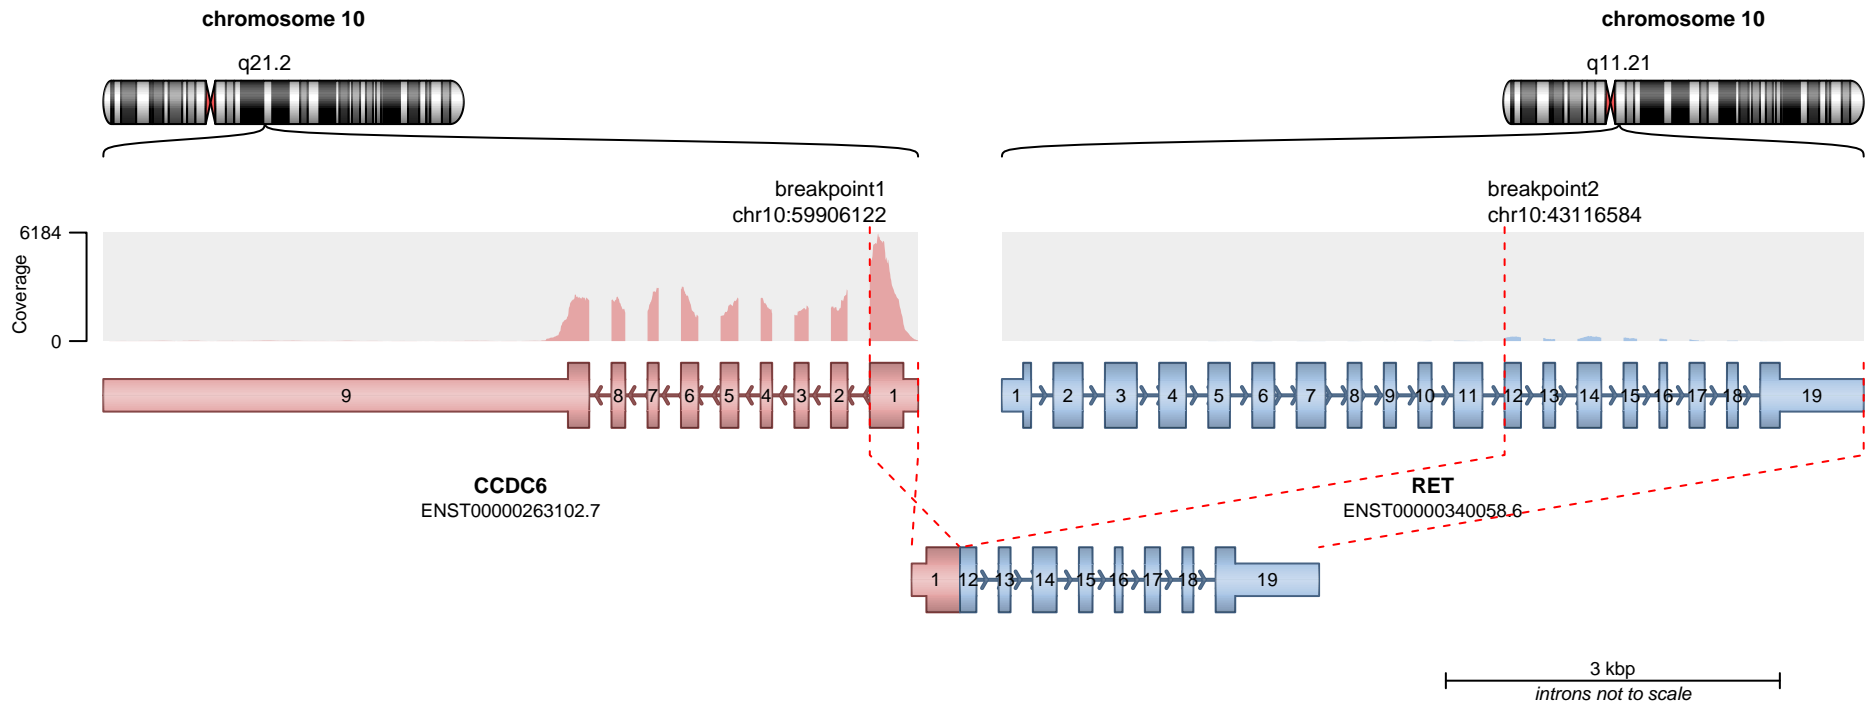 chromosome 10
chromosome 10
q21.2
q11.21
breakpoint1
chr10:59906122
breakpoint2
chr10:43116584
6184
Coverage
0
9 8 7 6 5 4 3 2 1
1 2 3 4 5 6 7 8 9 10 11 12 13 14 15 16 17 18 19
CCDC6
ENST00000263102.7
RET
ENST00000340058.6
1 12 13 14 15 16 17 18 19
3 kbp
introns not to scale